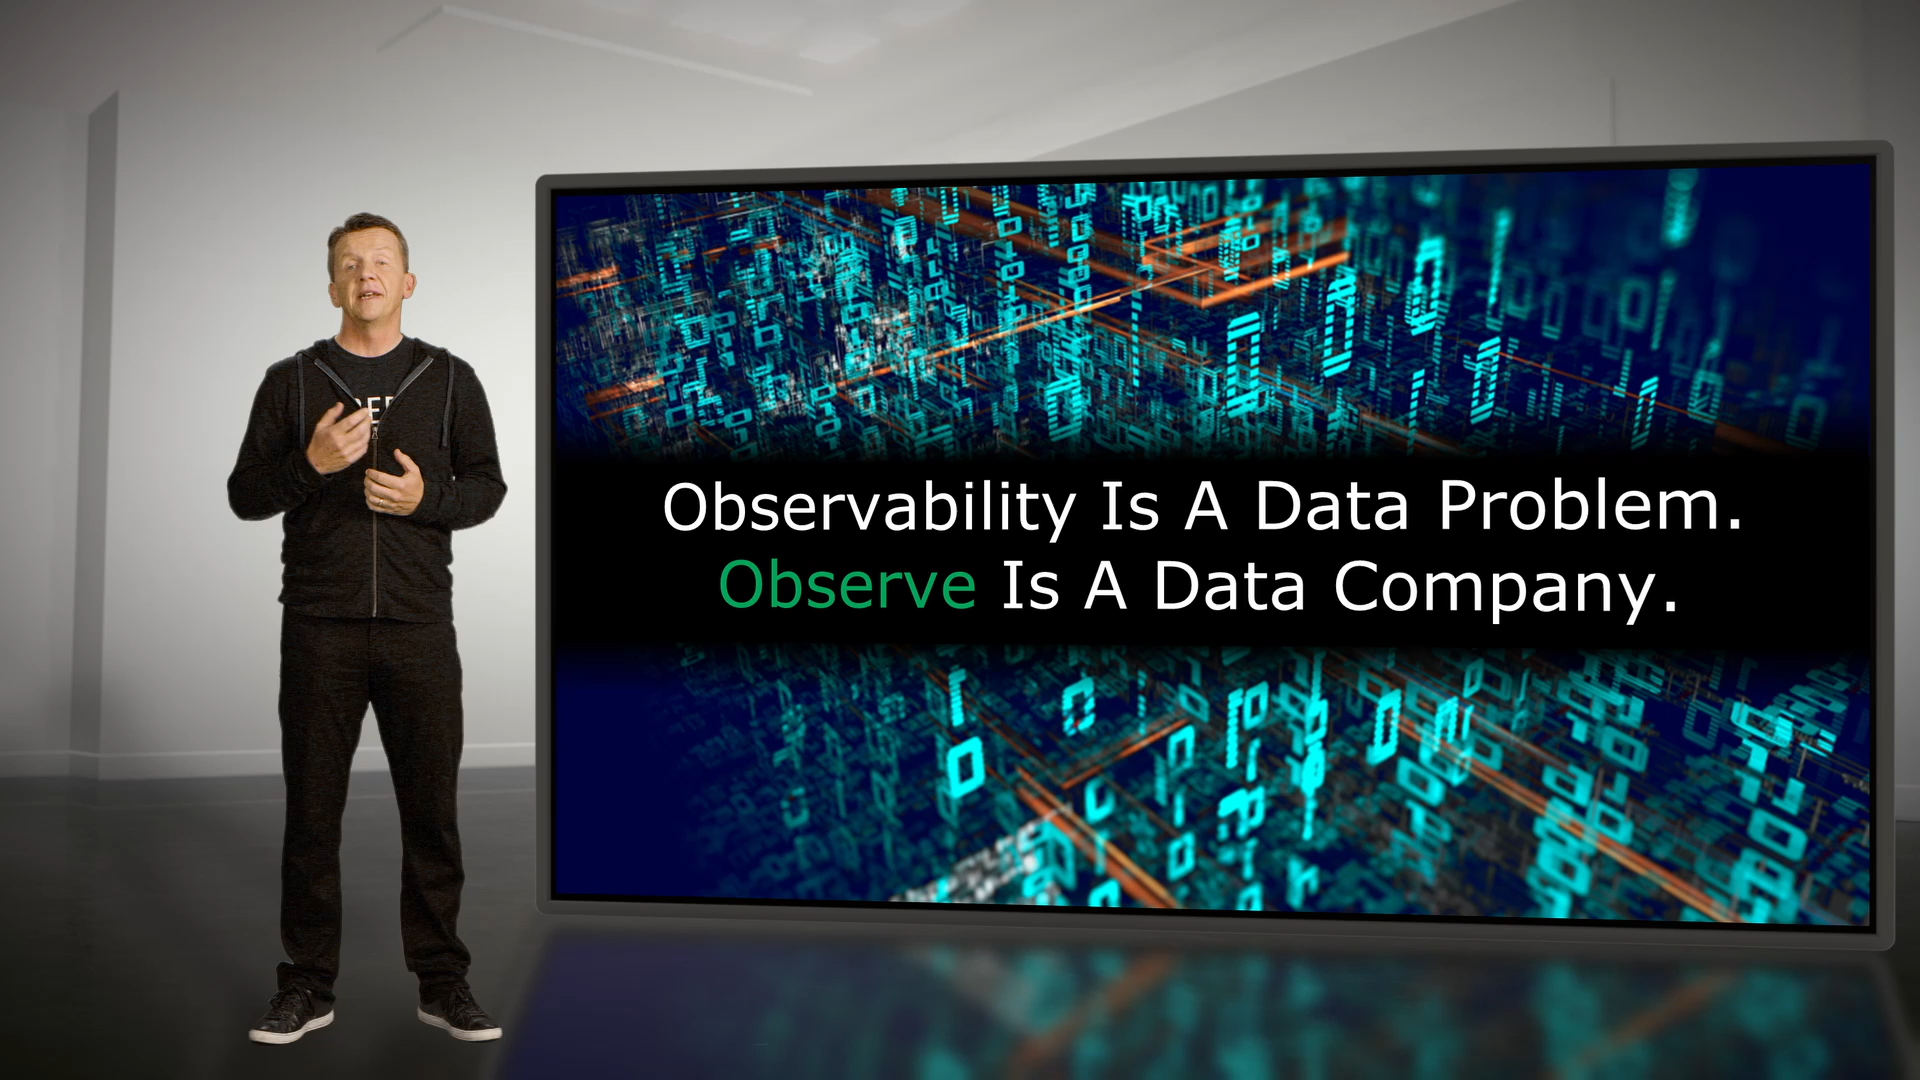 Observability Is A Data Problem.
Observe Is A Data Company.